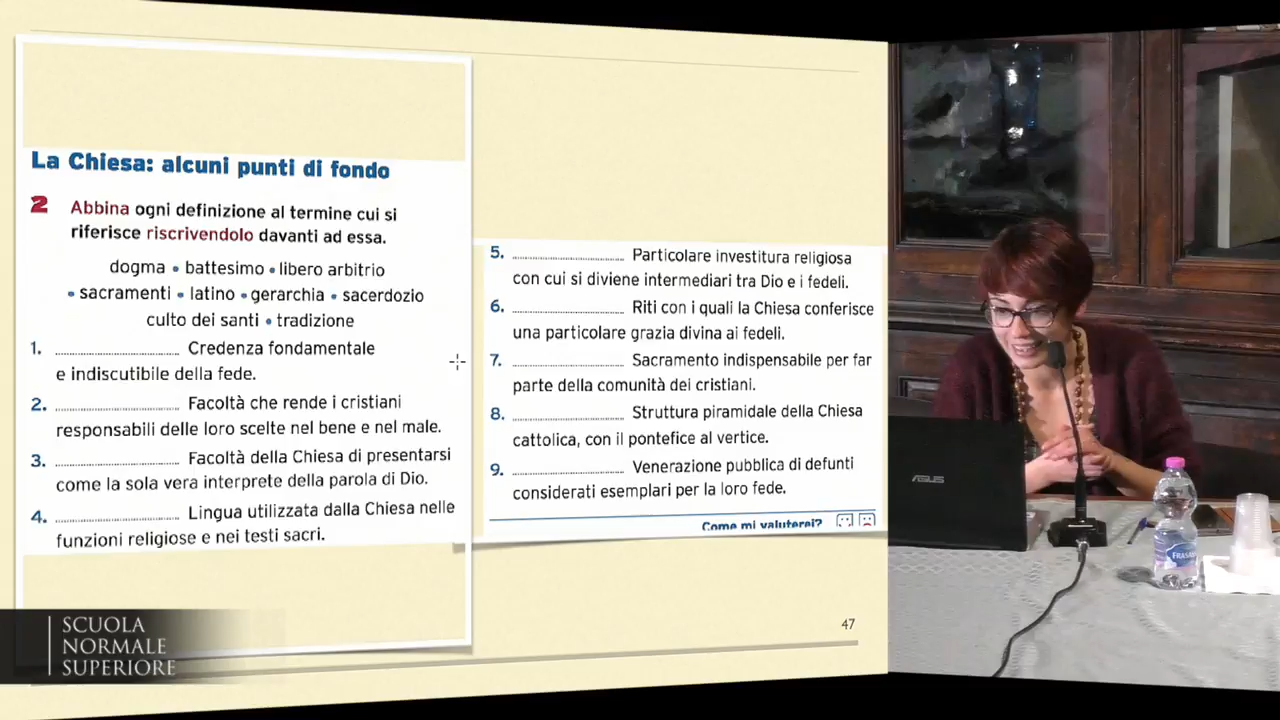 La Chiesa: alcuni punti di fondo
2 Abbina ogni definizione al termine cui si
riferisce riscrivendolo davanti ad essa.
dogma • battesimo • libero arbitrio
• sacramenti • latino • gerarchia • sacerdozio
culto dei santi • tradizione
1. .............................. Credenza fondamentale
e indiscutibile della fede.
2. .............................. Facoltà che rende i cristiani
responsabili delle loro scelte nel bene e nel male.
3. .............................. Facoltà della Chiesa di presentarsi
come la sola vera interprete della parola di Dio.
4. .............................. Lingua utilizzata dalla Chiesa nelle
funzioni religiose e nei testi sacri.
5. .............................. Particolare investitura religiosa
con cui si diviene intermediari tra Dio e i fedeli.
6. .............................. Riti con i quali la Chiesa conferisce
una particolare grazia divina ai fedeli.
7. .............................. Sacramento indispensabile per far
parte della comunità dei cristiani.
8. .............................. Struttura piramidale della Chiesa
cattolica, con il pontefice al vertice.
9. .............................. Venerazione pubblica di defunti
considerati esemplari per la loro fede.
Come mi valuterei?
47
SCUOLA
NORMALE
SUPERIORE
ASUS